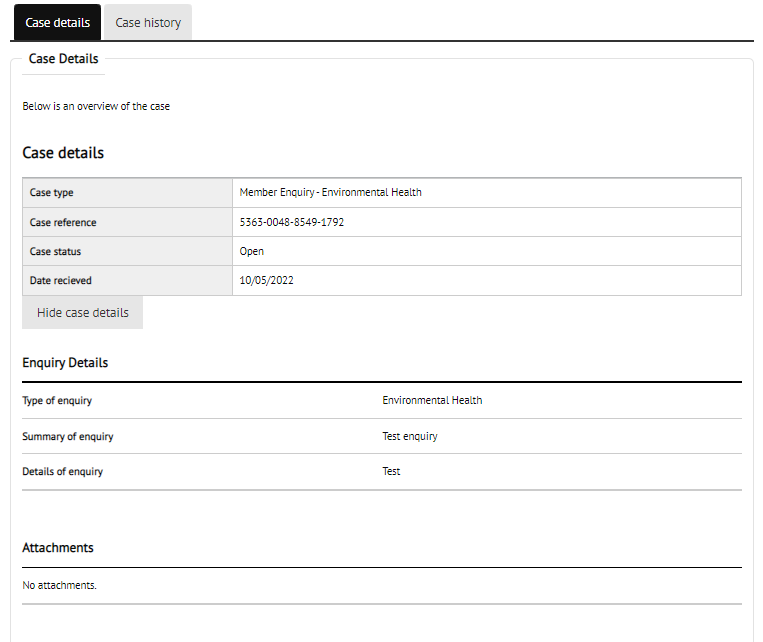 Case details Case history
Case Details
Below is an overview of the case
Case details
Case type Member Enquiry - Environmental Health
Case reference 5363-0048-8549-1792
Case status Open
Date recieved 10/05/2022
Hide case details
Enquiry Details
Type of enquiry Environmental Health
Summary of enquiry Test enquiry
Details of enquiry Test
Attachments
No attachments.